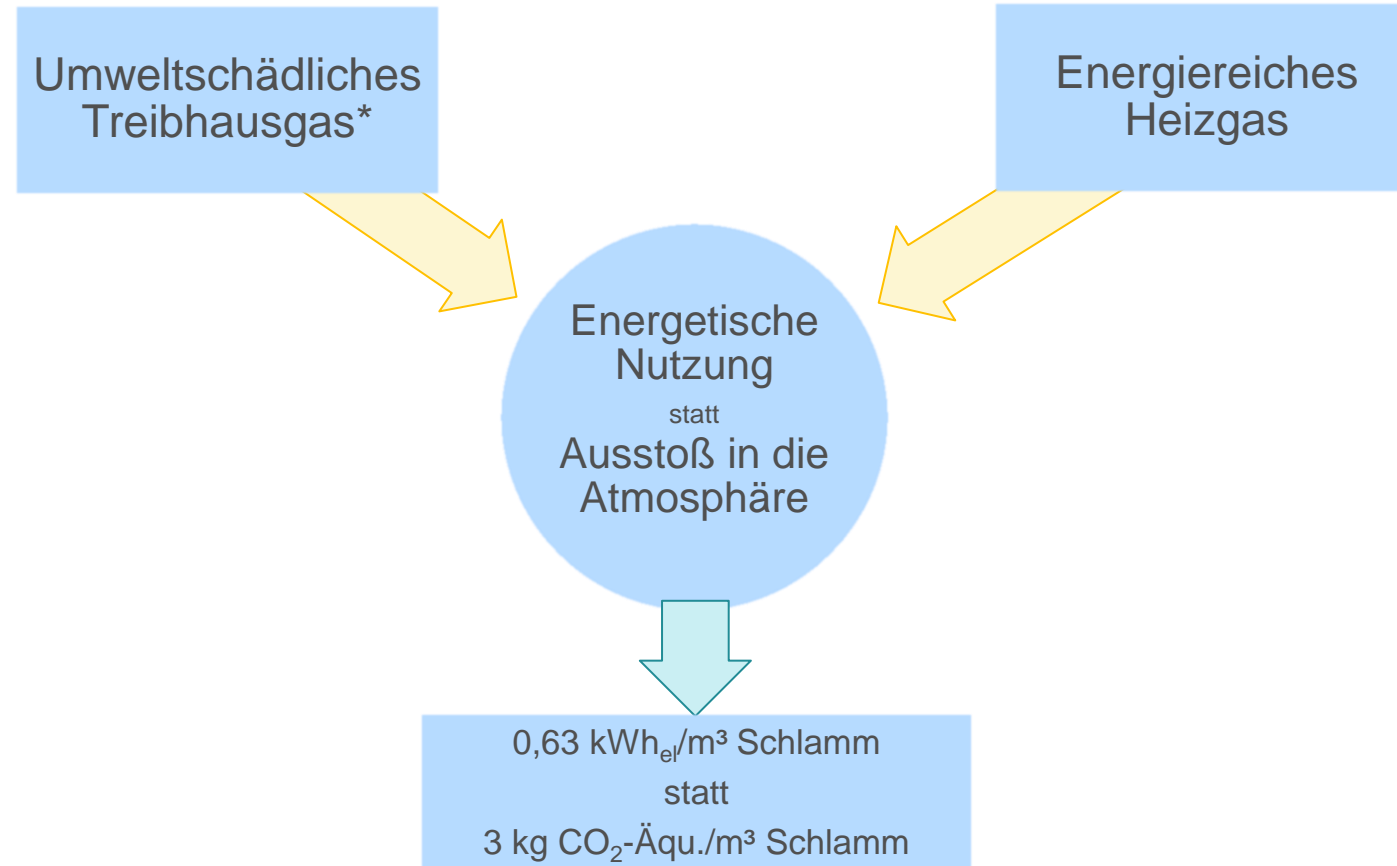 Umweltschädliches
Treibhausgas*
Energiereiches
Heizgas
Energetische
Nutzung
statt
Ausstoß in die
Atmosphäre
0,63 kWhel/m³ Schlamm
statt
3 kg CO2-Äqu./m³ Schlamm